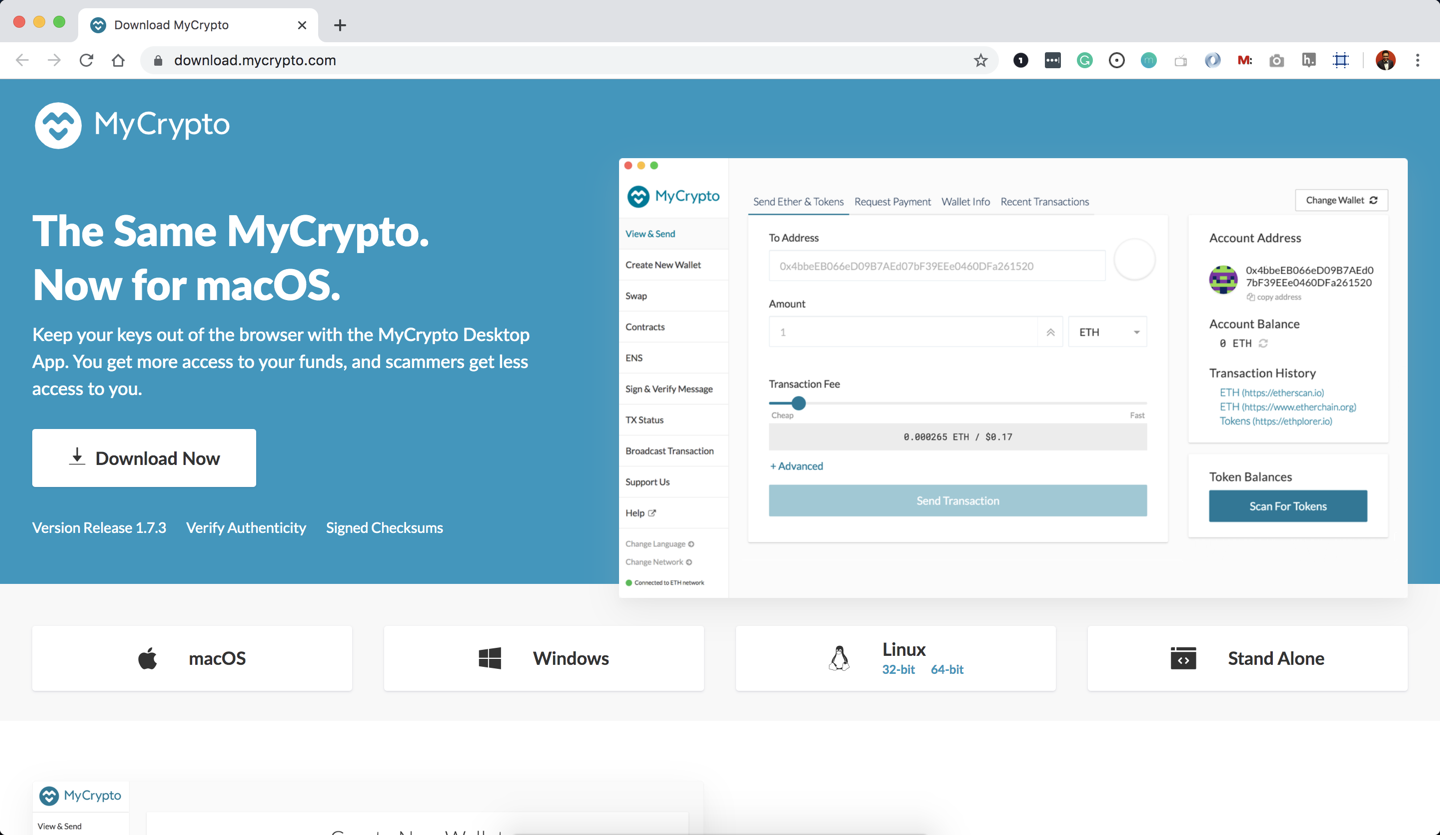 Download MyCrypto
download.mycrypto.com
MyCrypto
The Same MyCrypto.
Now for macOS.
Keep your keys out of the browser with the MyCrypto Desktop
App. You get more access to your funds, and scammers get less
access to you.
Download Now
Version Release 1.7.3 Verify Authenticity Signed Checksums
MyCrypto
View & Send
Create New Wallet
Swap
Contracts
ENS
Sign & Verify Message
TX Status
Broadcast Transaction
Support Us
Help
Change Language
Change Network
Connected to ETH network
Send Ether & Tokens Request Payment Wallet Info Recent Transactions
Change Wallet
To Address
0x4bbeEB066eD09B7AEd07bF39EEe0460DFa261520
Amount
1
ETH
Transaction Fee
Cheap Fast
0.000265 ETH / $0.17
+ Advanced
Send Transaction
Account Address
0x4bbeEB066eD09B7AEd0
7bF39EEe0460DFa261520
copy address
Account Balance
0 ETH
Transaction History
ETH (https://etherscan.io)
ETH (https://www.etherchain.org)
Tokens (https://ethplorer.io)
Token Balances
Scan For Tokens
macOS
Windows
Linux
32-bit 64-bit
Stand Alone
MyCrypto
View & Send